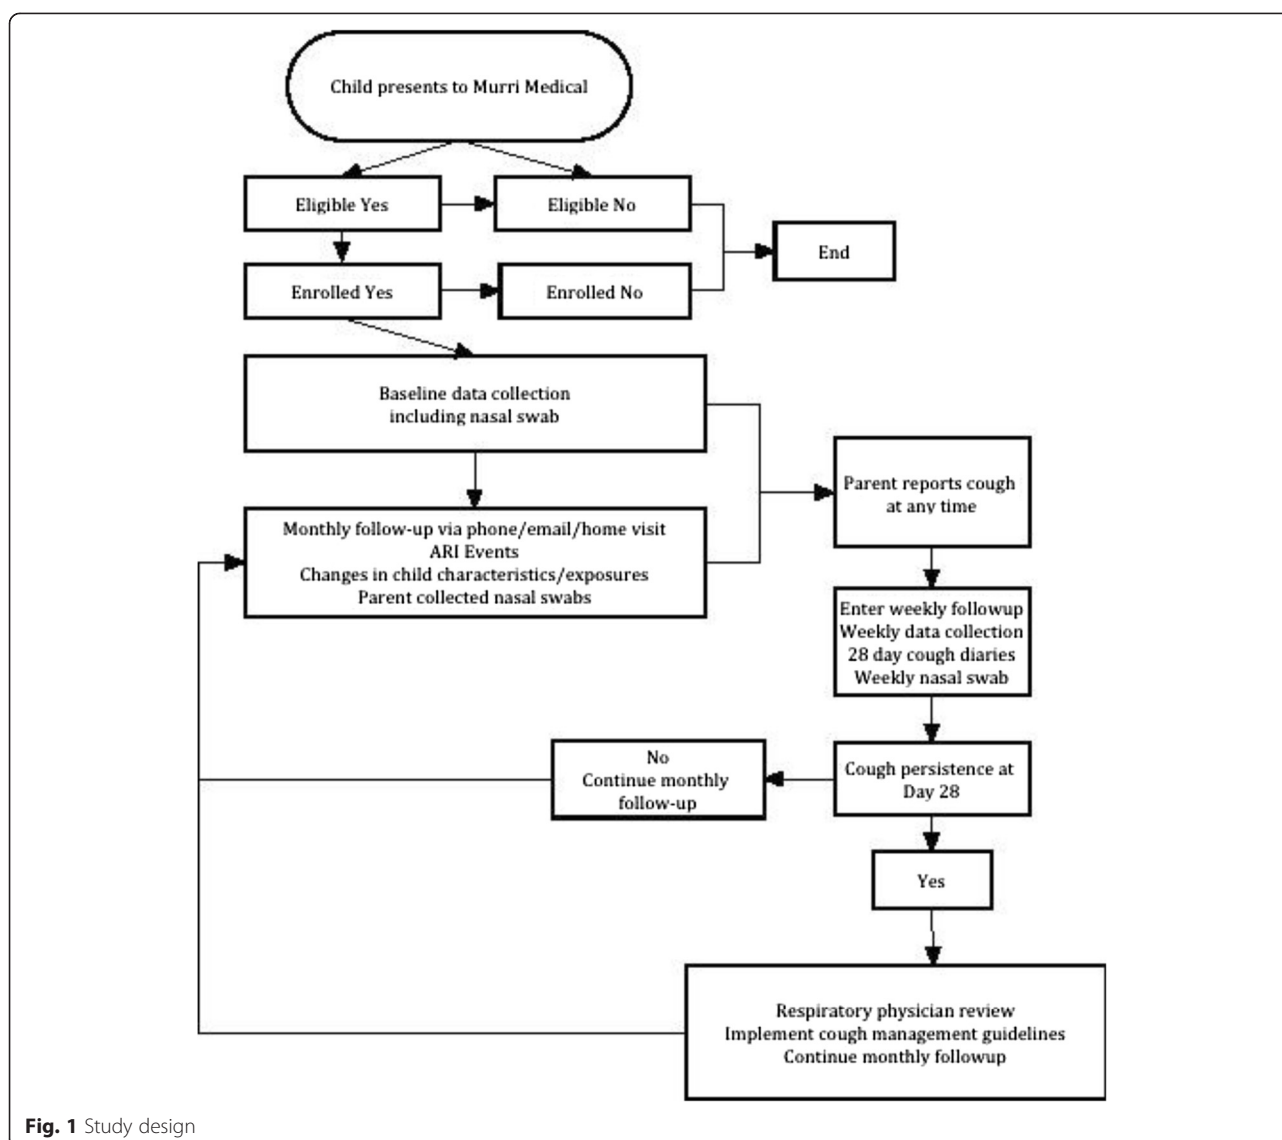 Child presents to Murri Medical
Eligible Yes
Eligible No
End
Enrolled Yes
Enrolled No
Baseline data collection
including nasal swab
Parent reports cough
at any time
Monthly follow-up via phone/email/home visit
ARI Events
Changes in child characteristics/exposures
Parent collected nasal swabs
Enter weekly followup
Weekly data collection
28 day cough diaries
Weekly nasal swab
No
Continue monthly
follow-up
Cough persistence at
Day 28
Yes
Respiratory physician review
Implement cough management guidelines
Continue monthly followup
Fig. 1 Study design